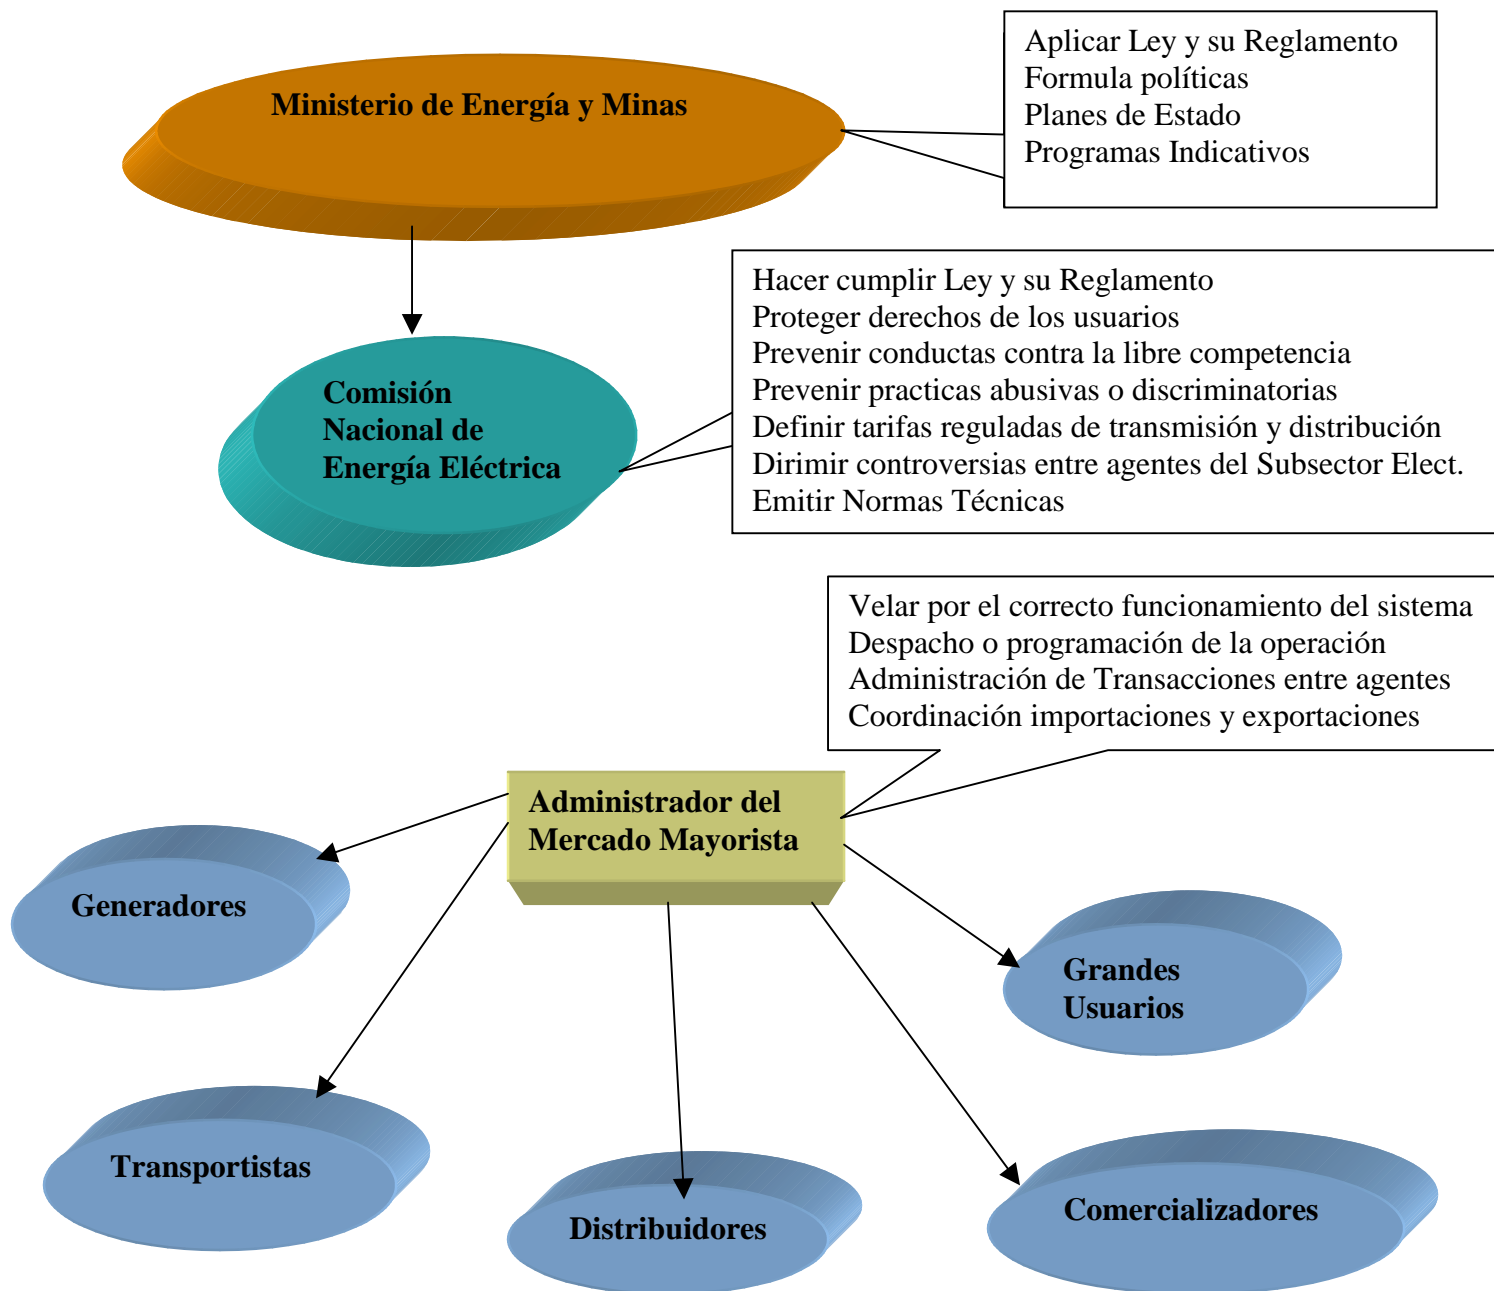 Ministerio de Energía y Minas
Aplicar Ley y su Reglamento
Formula políticas
Planes de Estado
Programas Indicativos
Comisión
Nacional de
Energía Eléctrica
Hacer cumplir Ley y su Reglamento
Proteger derechos de los usuarios
Prevenir conductas contra la libre competencia
Prevenir practicas abusivas o discriminatorias
Definir tarifas reguladas de transmisión y distribución
Dirimir controversias entre agentes del Subsector Elect.
Emitir Normas Técnicas
Velar por el correcto funcionamiento del sistema
Despacho o programación de la operación
Administración de Transacciones entre agentes
Coordinación importaciones y exportaciones
Administrador del
Mercado Mayorista
Generadores
Grandes
Usuarios
Transportistas
Distribuidores
Comercializadores